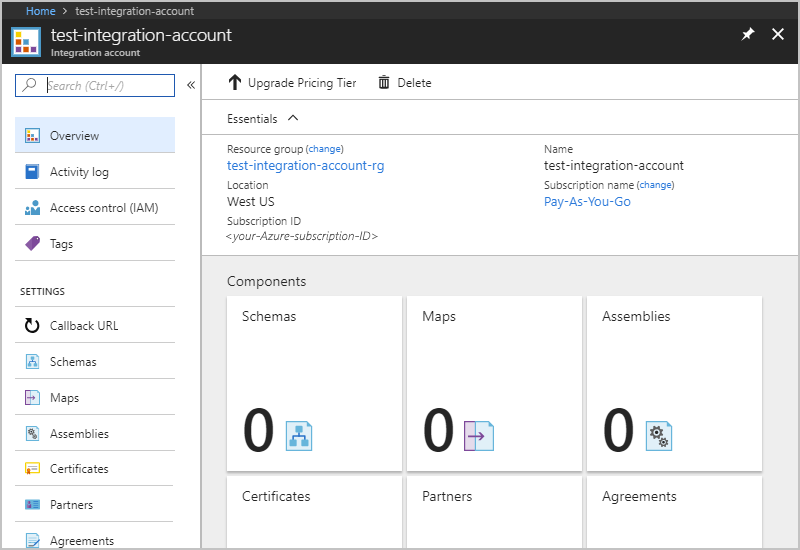 Home > test-integration-account
test-integration-account
Integration account
Search (Ctrl+/)
Overview
Activity log
Access control (IAM)
Tags
SETTINGS
Callback URL
Schemas
Maps
Assemblies
Certificates
Partners
Agreements
Upgrade Pricing Tier Delete
Essentials
Resource group (change)
test-integration-account-rg
Location
West US
Subscription ID
<your-Azure-subscription-ID>
Name
test-integration-account
Subscription name (change)
Pay-As-You-Go
Components
Schemas
0
Maps
0
Assemblies
0
Certificates
Partners
Agreements